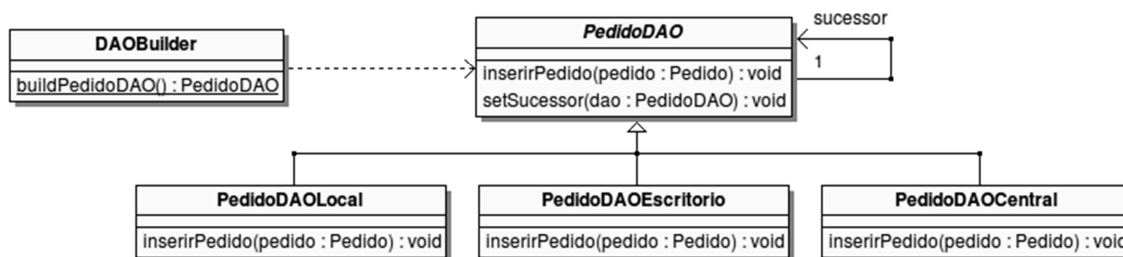 DAOBuilder
buildPedidoDAO() : PedidoDAO
PedidoDAO
inserirPedido(pedido : Pedido) : void
setSucessor(dao : PedidoDAO) : void
sucessor
1
PedidoDAOLocal
inserirPedido(pedido : Pedido) : void
PedidoDAOEscritorio
inserirPedido(pedido : Pedido) : void
PedidoDAOCentral
inserirPedido(pedido : Pedido) : void